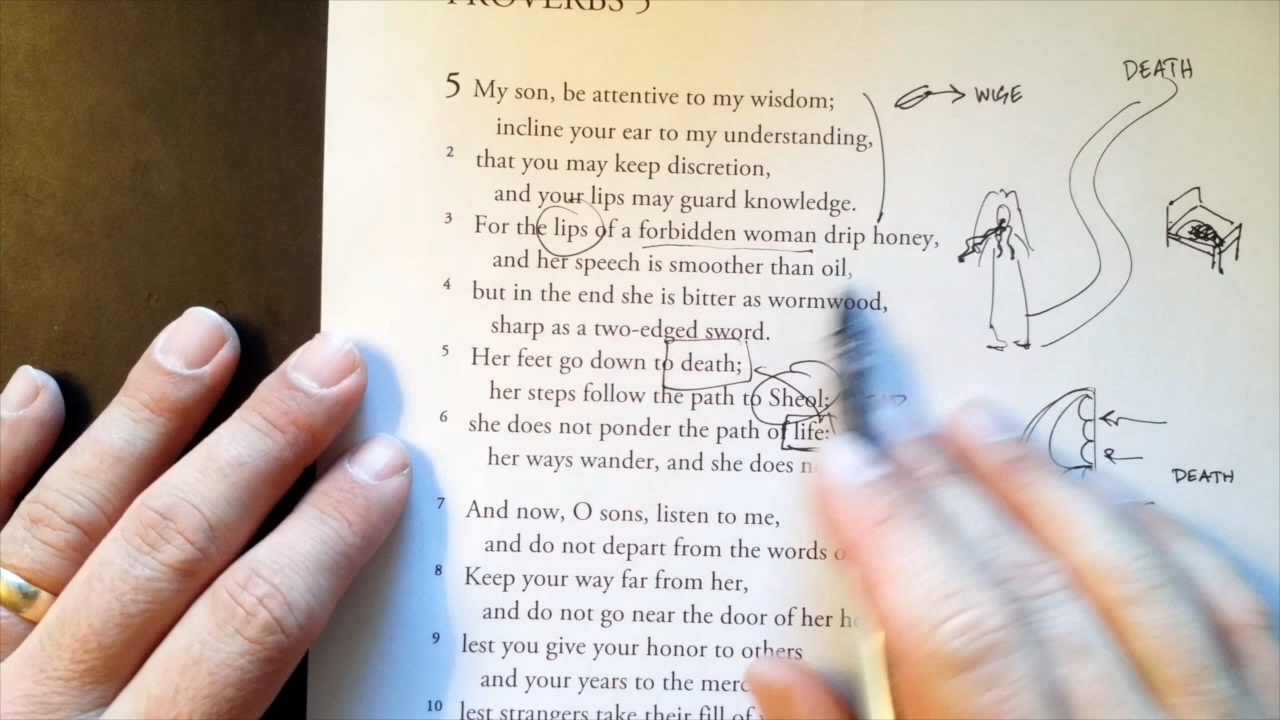 PROVERBS 5
5 My son, be attentive to my wisdom;
incline your ear to my understanding,
2 that you may keep discretion,
and your lips may guard knowledge.
3 For the lips of a forbidden woman drip honey,
and her speech is smoother than oil,
4 but in the end she is bitter as wormwood,
sharp as a two-edged sword.
5 Her feet go down to death;
her steps follow the path to Sheol;
6 she does not ponder the path of life;
her ways wander, and she does
7 And now, O sons, listen to me,
and do not depart from the words
8 Keep your way far from her,
and do not go near the door of her
9 lest you give your honor to others
and your years to the
10 lest strangers take their fill of
WISE
DEATH
DEATH